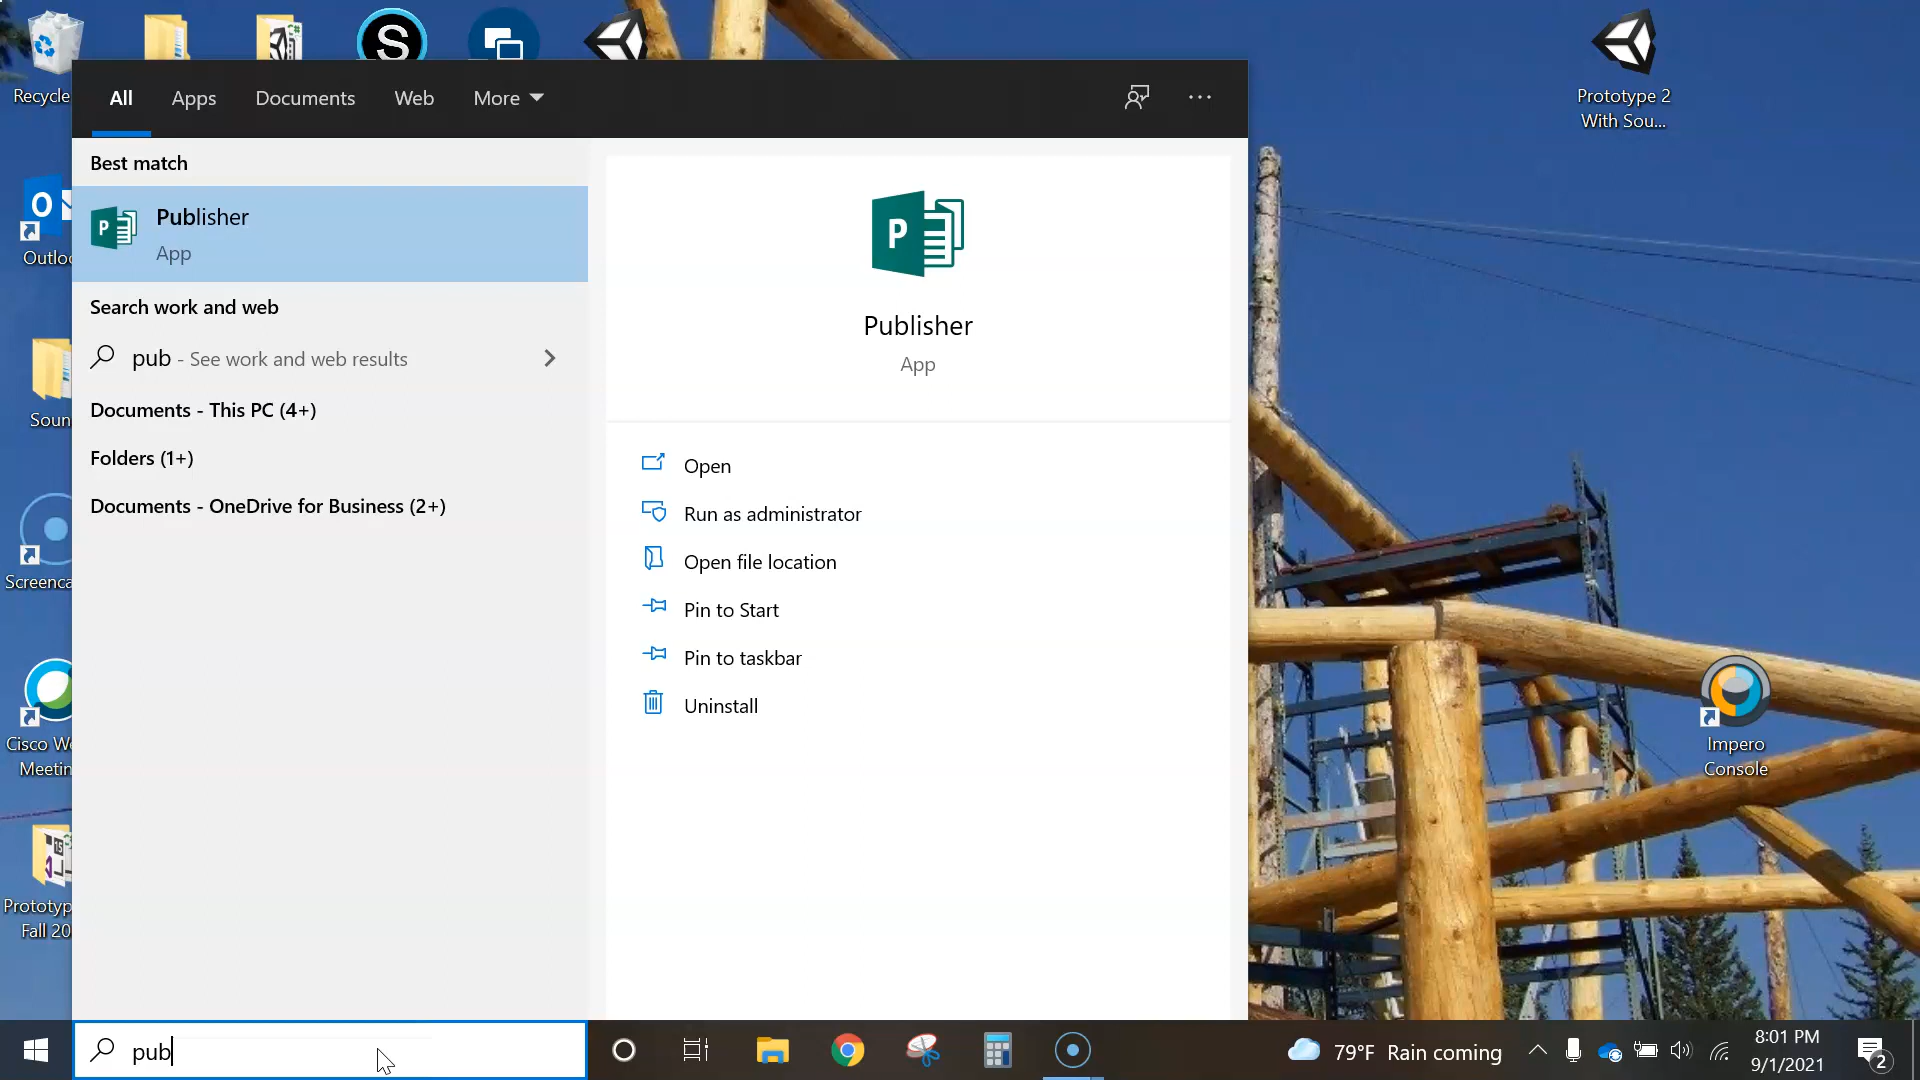 Recycle
Prototype 2
With Sou...
All
Apps
Documents
Web
More
Best match
Publisher
App
Search work and web
pub - See work and web results
Documents - This PC (4+)
Folders (1+)
Documents - OneDrive for Business (2+)
Publisher
App
Open
Run as administrator
Open file location
Pin to Start
Pin to taskbar
Uninstall
Outlo
Soun
Screenca
Cisco We
Meetin
Prototyp
Fall 20
Impero
Console
pub
79°F Rain coming
8:01 PM
9/1/2021
2